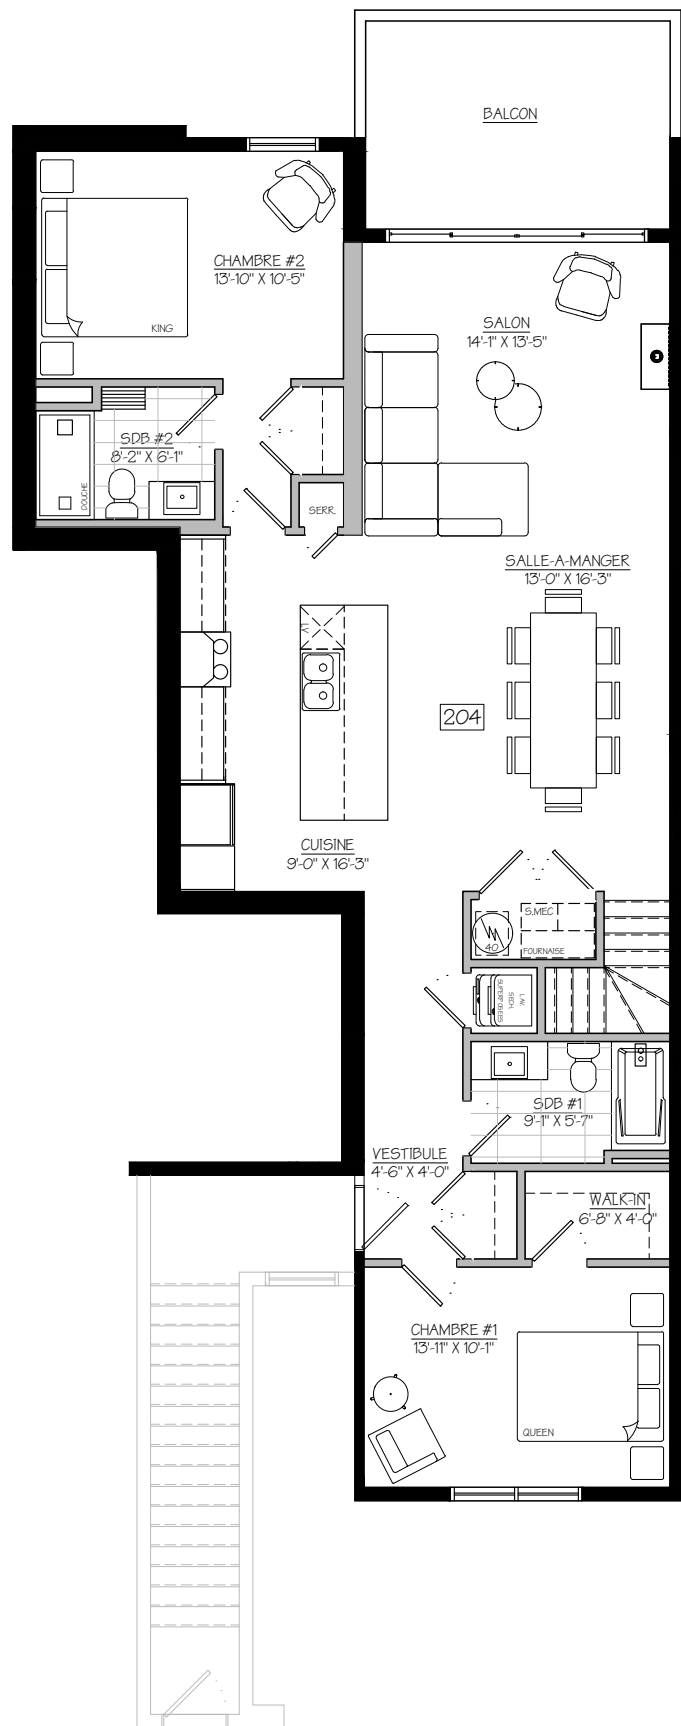 BALCON
CHAMBRE #2
13'-10" X 10'-5"
KING
SALON
14'-1" X 13'-5"
SDB #2
8'-2" X 6'-1"
DOUCHE
SERR.
SALLE-A-MANGER
13'-0" X 16'-3"
LV
204
CUISINE
9'-0" X 16'-3"
S.MEC
40
FOURNAISE
LAV.
SECH.
SUPERPOSEES
SDB #1
9'-1" X 5'-7"
VESTIBULE
4'-6" X 4'-0"
WALK-IN
6'-8" X 4'-0"
CHAMBRE #1
13'-11" X 10'-1"
QUEEN